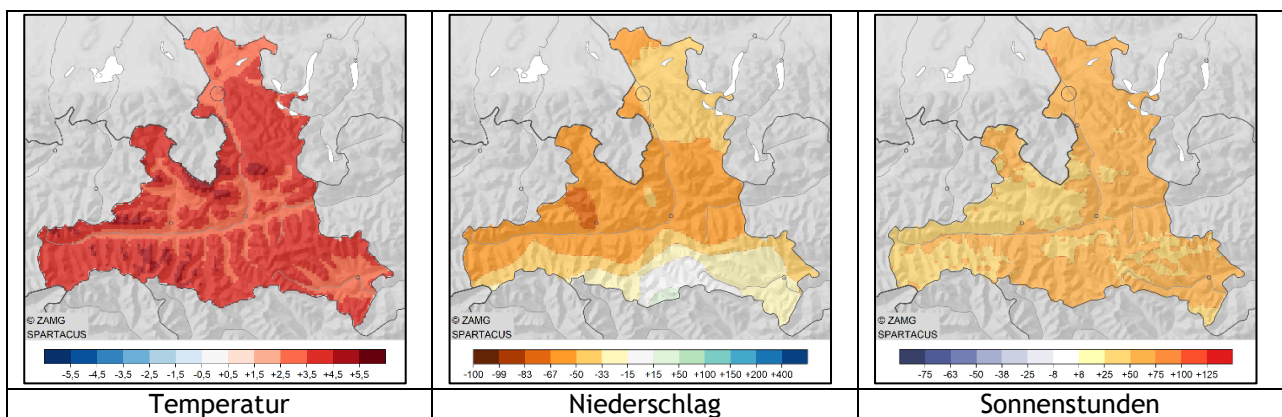 © ZAMG
SPARTACUS
-5,5 -4,5 -3,5 -2,5 -1,5 -0,5 +0,5 +1,5 +2,5 +3,5 +4,5 +5,5
Temperatur
© ZAMG
SPARTACUS
-100 -99 -83 -67 -50 -33 -15 +15 +50 +100 +150 +200 +400
Niederschlag
© ZAMG
SPARTACUS
-75 -63 -50 -38 -25 -8 +8 +25 +50 +75 +100 +125
Sonnenstunden